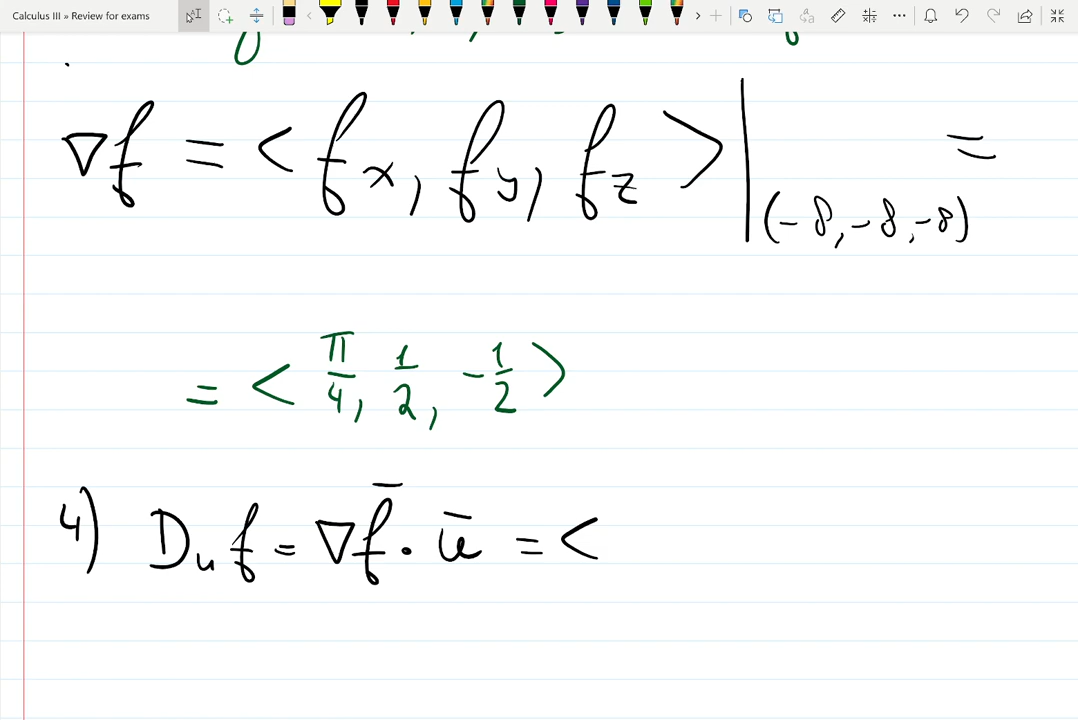 Calculus III » Review for exams
∇f = < fx, fy, fz > | (-8, -8, -8) =
= < π/4, 1/2, -1/2 >
4) Duf = ∇f̄ · ū = <